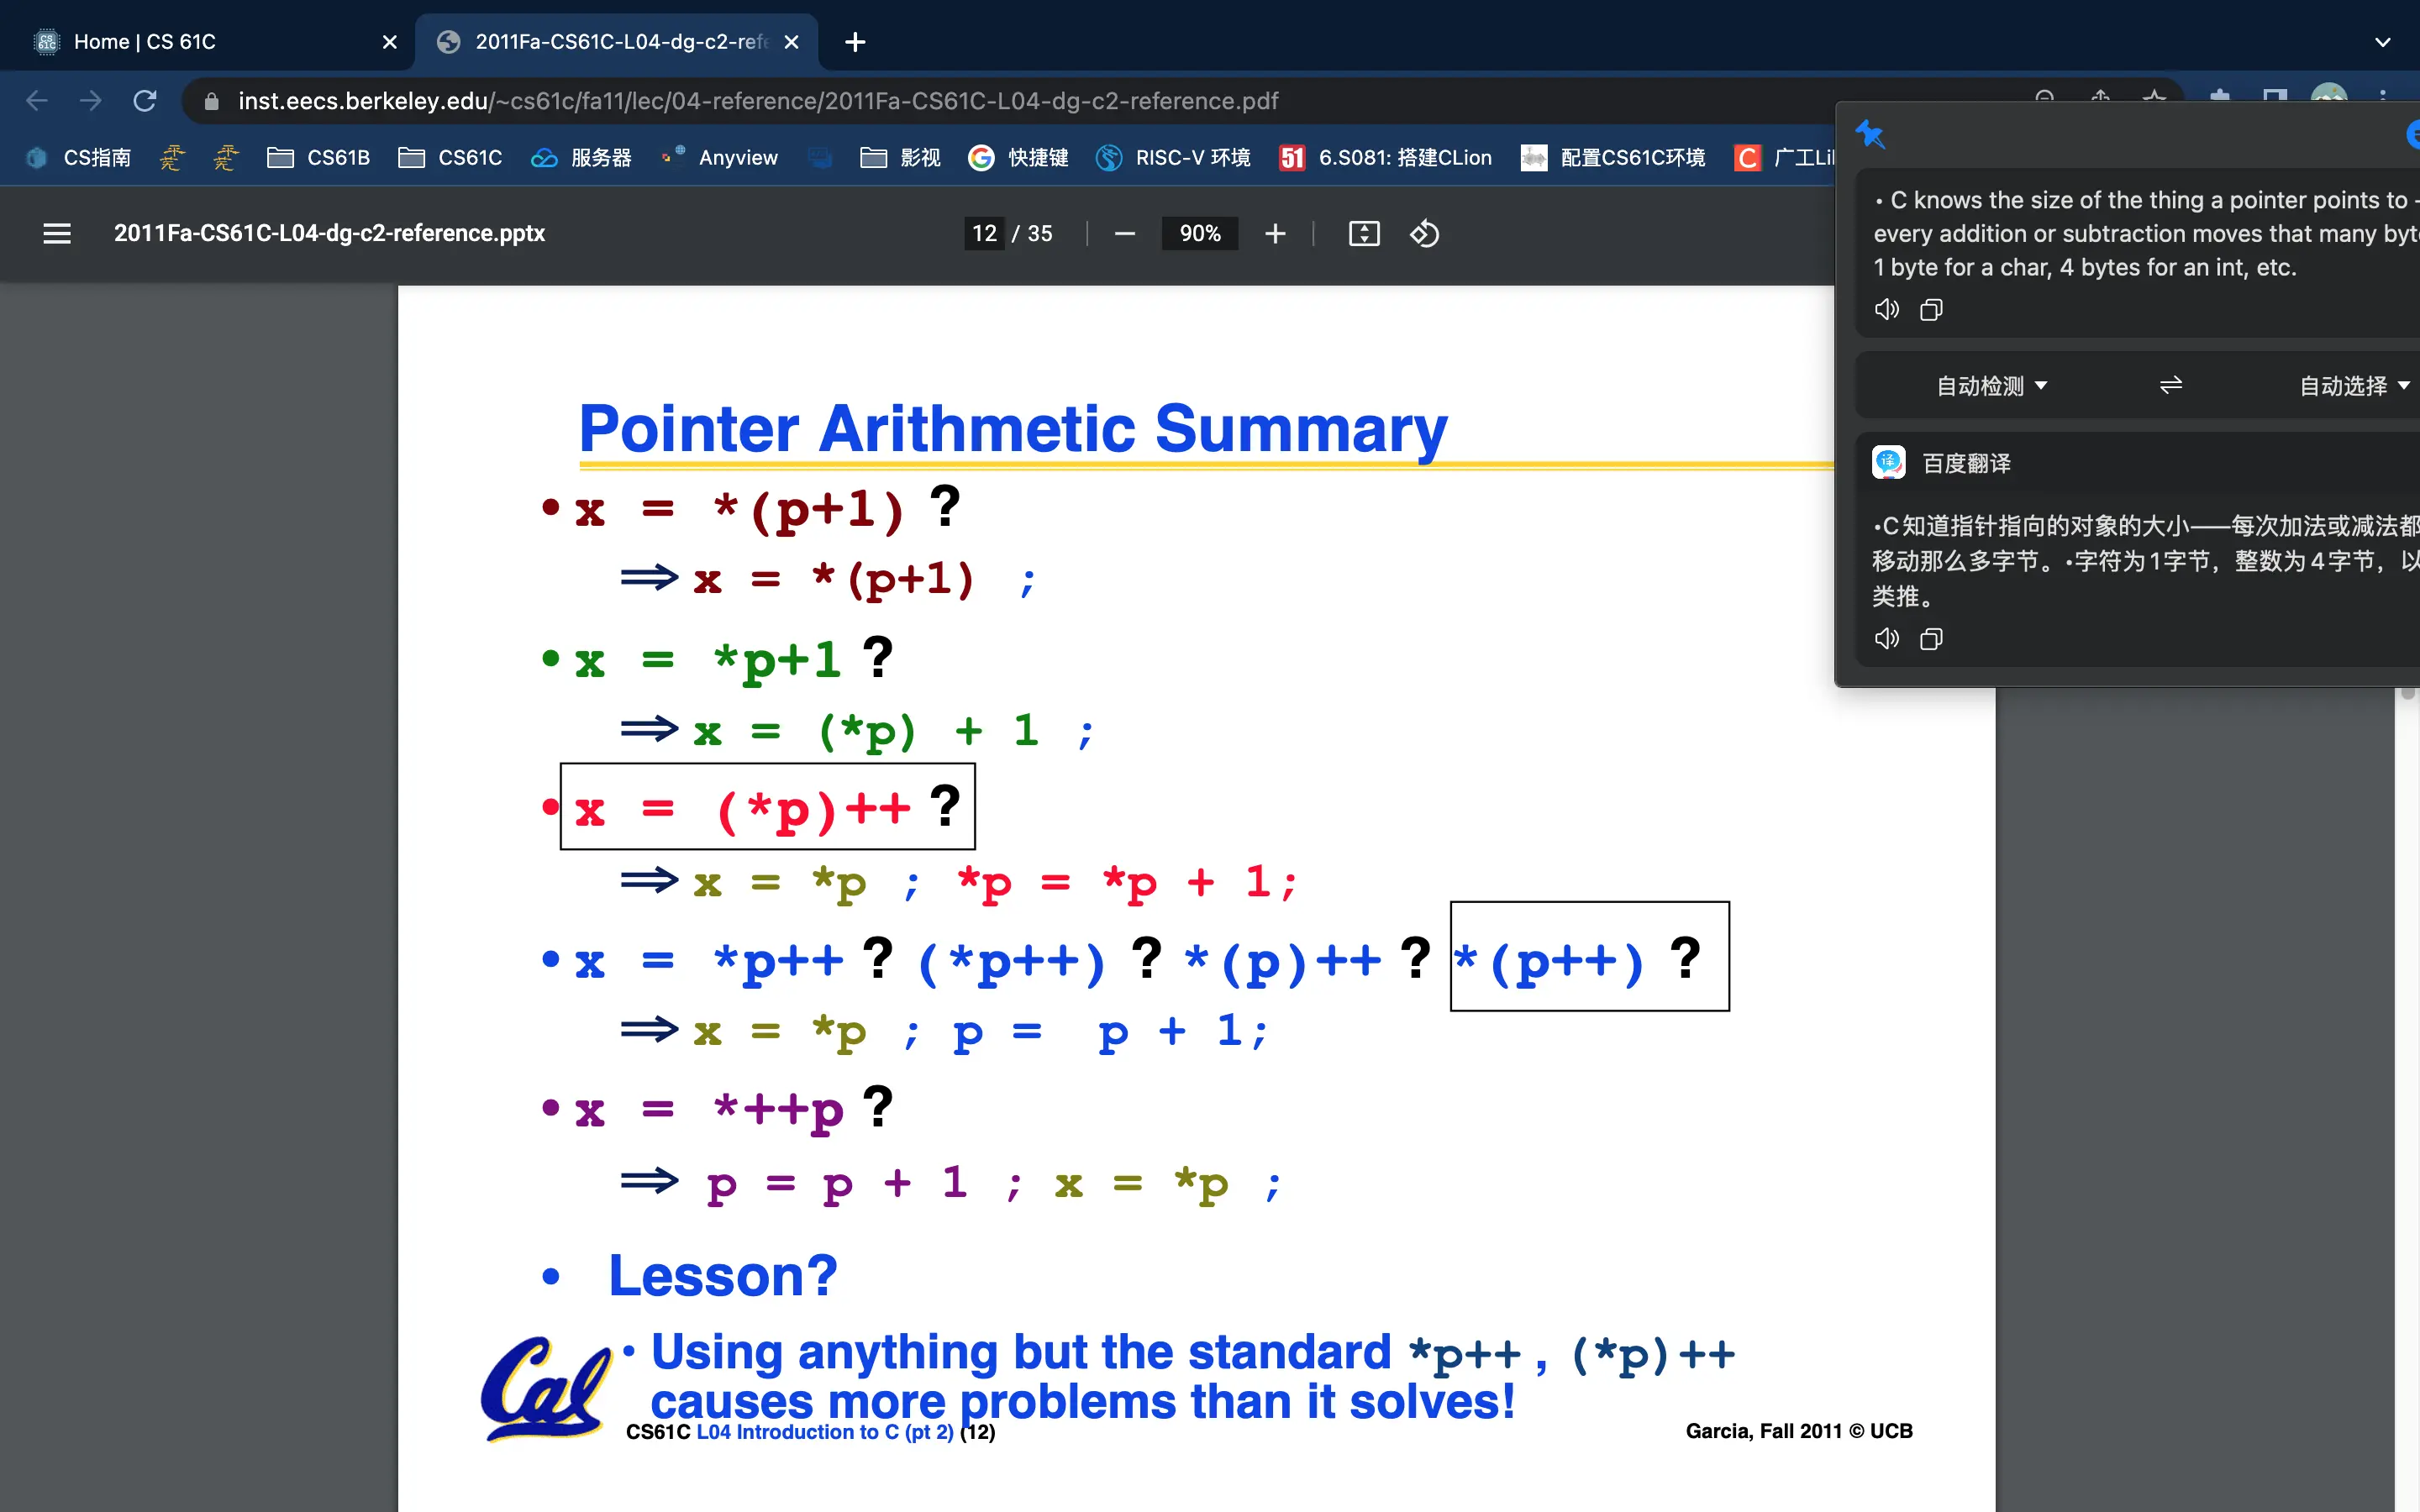 Home | CS 61C
2011Fa-CS61C-L04-dg-c2-refe
inst.eecs.berkeley.edu/~cs61c/fa11/lec/04-reference/2011Fa-CS61C-L04-dg-c2-reference.pdf
CS指南 CS61B CS61C 服务器 Anyview 影视 快捷键 RISC-V 环境 6.S081: 搭建CLion 配置CS61C环境 广工Li
2011Fa-CS61C-L04-dg-c2-reference.pptx 12 / 35 90%
• C knows the size of the thing a pointer points to -
every addition or subtraction moves that many byt
1 byte for a char, 4 bytes for an int, etc.
自动检测 自动选择
百度翻译
•C知道指针指向的对象的大小——每次加法或减法都
移动那么多字节。•字符为1字节，整数为4字节，以
类推。
Pointer Arithmetic Summary
• x = *(p+1) ?
⇒ x = *(p+1) ;
• x = *p+1 ?
⇒ x = (*p) + 1 ;
• x = (*p)++ ?
⇒ x = *p ; *p = *p + 1;
• x = *p++ ? (*p++) ? *(p)++ ? *(p++) ?
⇒ x = *p ; p = p + 1;
• x = *++p ?
⇒ p = p + 1 ; x = *p ;
• Lesson?
• Using anything but the standard *p++ , (*p)++
causes more problems than it solves!
Cal
CS61C L04 Introduction to C (pt 2) (12)
Garcia, Fall 2011 © UCB